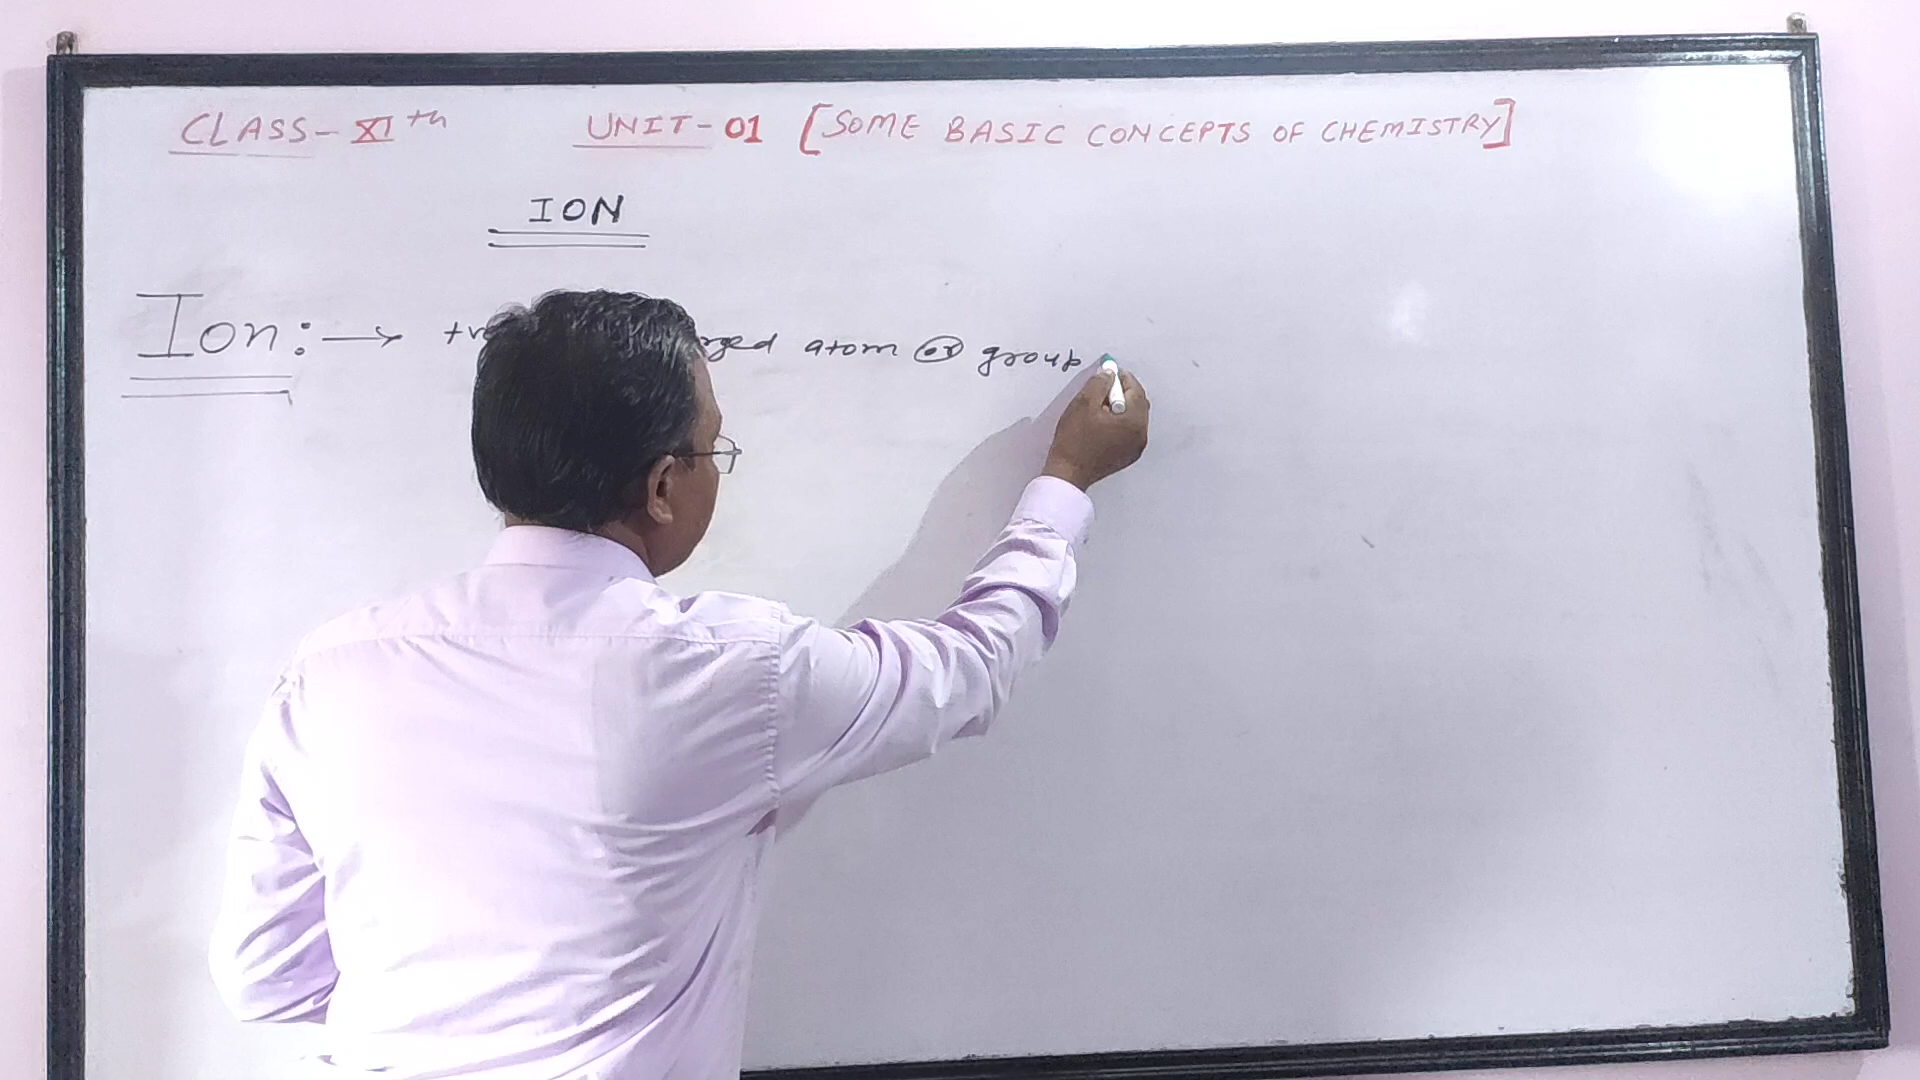 CLASS-XIth UNIT-01 [SOME BASIC CONCEPTS OF CHEMISTRY]
ION
Ion:→ atom or group